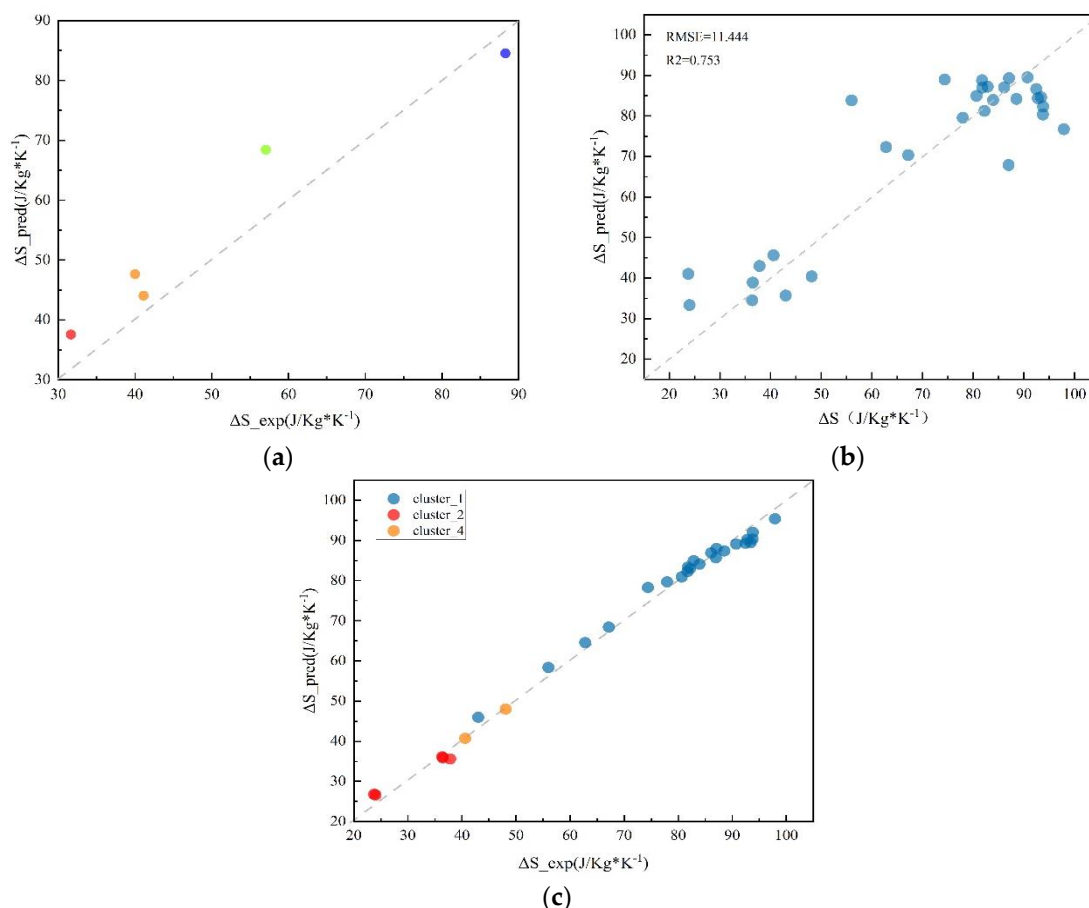 90
80
70
60
50
40
30
30 40 50 60 70 80 90
ΔS_pred(J/Kg*K⁻¹)
ΔS_exp(J/Kg*K⁻¹)
(a)
RMSE=11.444
R2=0.753
100
90
80
70
60
50
40
30
20
20 30 40 50 60 70 80 90 100
ΔS_pred(J/Kg*K⁻¹)
ΔS（J/Kg*K⁻¹）
(b)
cluster_1
cluster_2
cluster_4
100
90
80
70
60
50
40
30
20
20 30 40 50 60 70 80 90 100
ΔS_pred(J/Kg*K⁻¹)
ΔS_exp(J/Kg*K⁻¹)
(c)